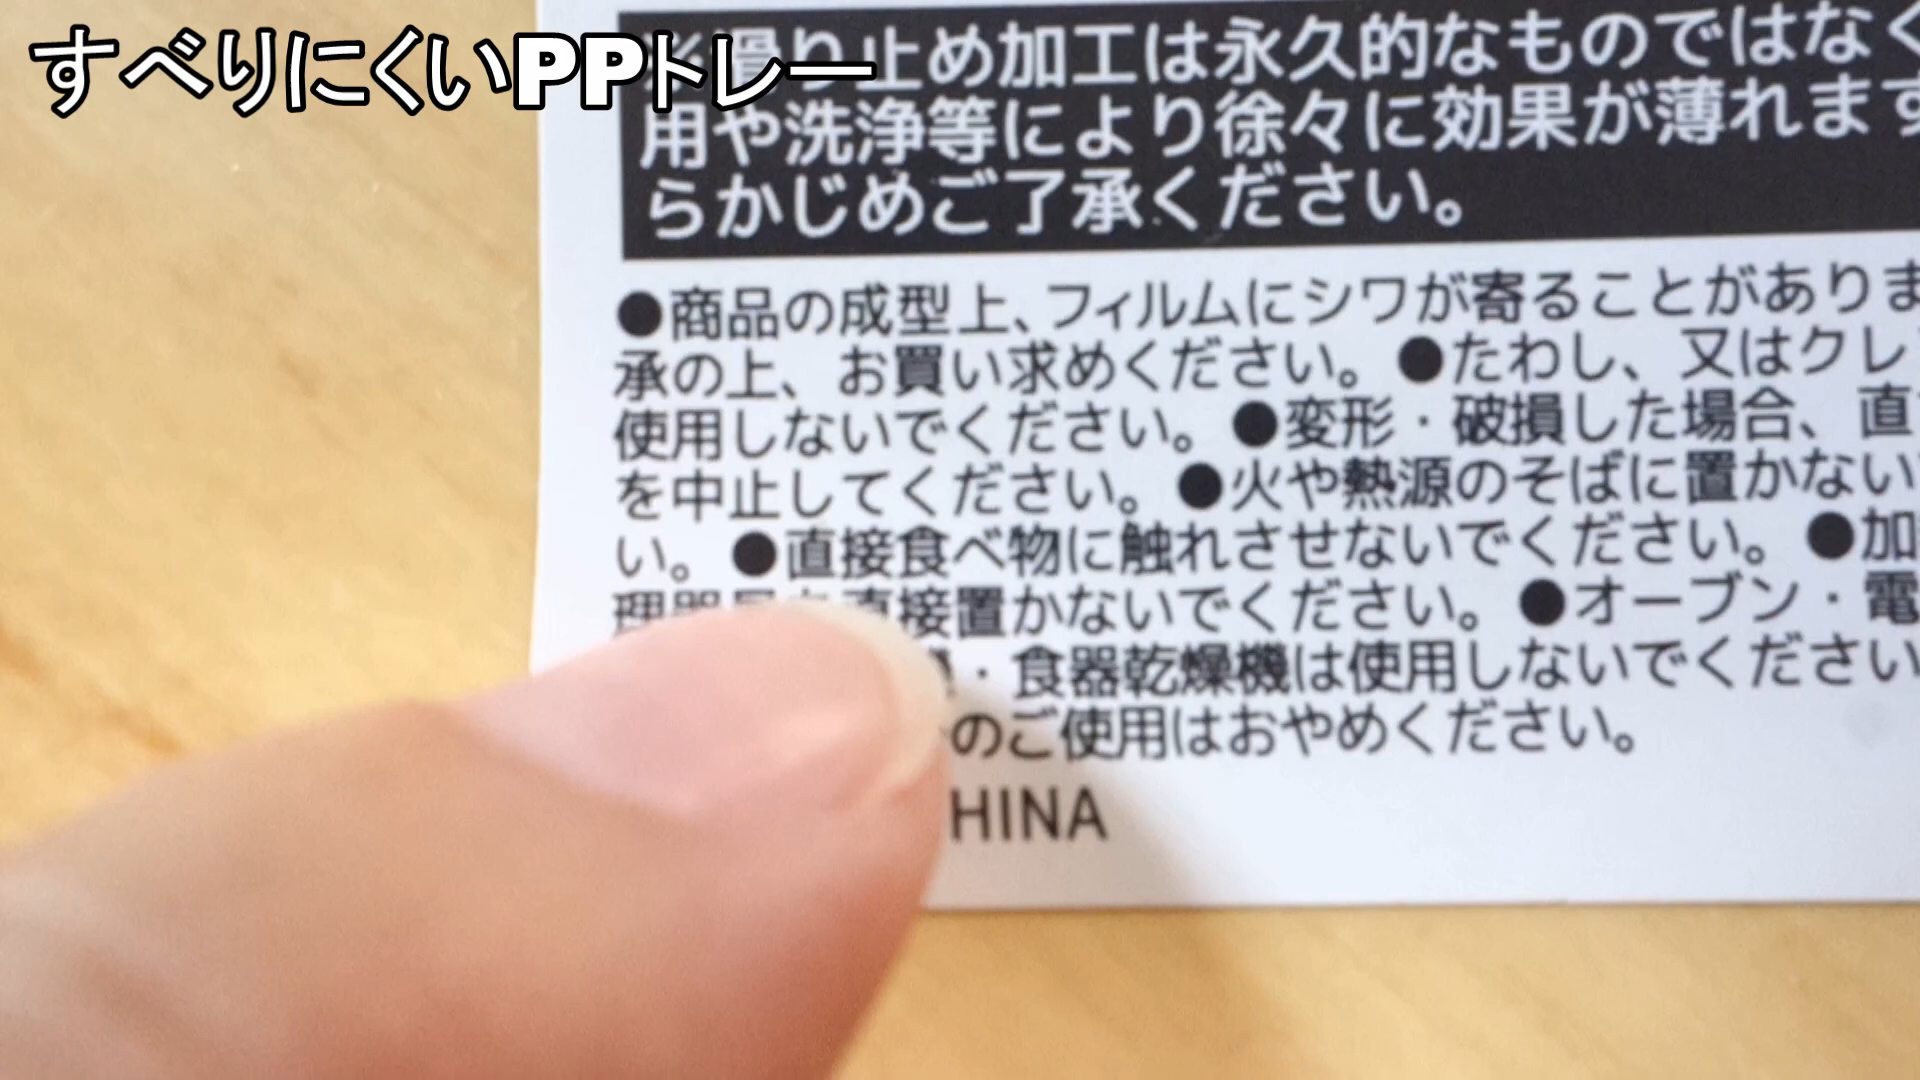 すべりにくいPPトレー
※滑り止め加工は永久的なものではなく
用や洗浄等により徐々に効果が薄れます
らかじめご了承ください。
●商品の成型上、フィルムにシワが寄ることがありま
承の上、お買い求めください。●たわし、又はクレ
使用しないでください。●変形・破損した場合、直
を中止してください。●火や熱源のそばに置かない
い。●直接食べ物に触れさせないでください。●加
理器具を直接置かないでください。●オーブン・電
・食器乾燥機は使用しないでください
のご使用はおやめください。
HINA